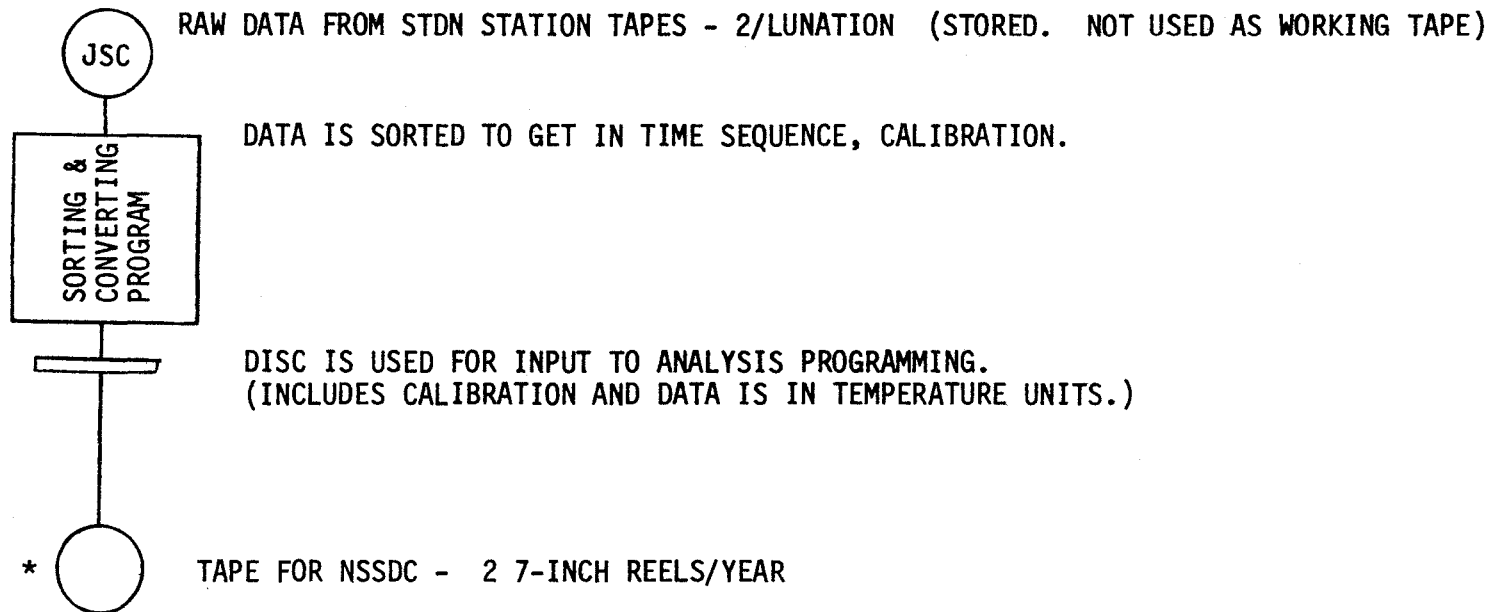 RAW DATA FROM STDN STATION TAPES - 2/LUNATION (STORED. NOT USED AS WORKING TAPE)
JSC
DATA IS SORTED TO GET IN TIME SEQUENCE, CALIBRATION.
SORTING &
CONVERTING
PROGRAM
DISC IS USED FOR INPUT TO ANALYSIS PROGRAMMING.
(INCLUDES CALIBRATION AND DATA IS IN TEMPERATURE UNITS.)
* TAPE FOR NSSDC - 2 7-INCH REELS/YEAR